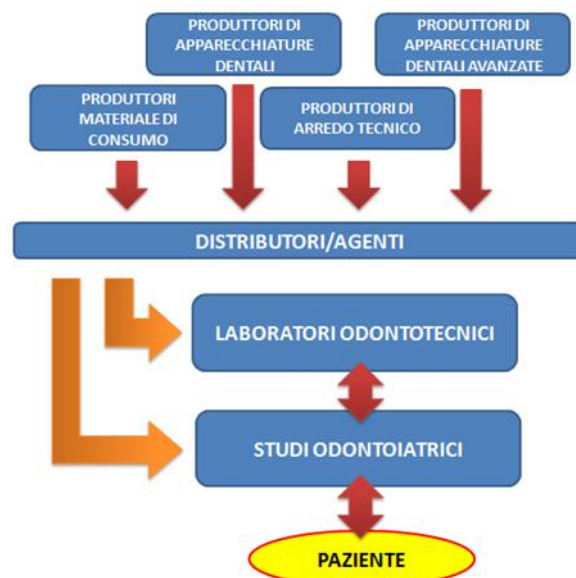 PRODUTTORI DI
APPARECCHIATURE
DENTALI
PRODUTTORI DI
APPARECCHIATURE
DENTALI AVANZATE
PRODUTTORI
MATERIALE DI
CONSUMO
PRODUTTORI DI
ARREDO TECNICO
DISTRIBUTORI/AGENTI
LABORATORI ODONTOTECNICI
STUDI ODONTOIATRICI
PAZIENTE